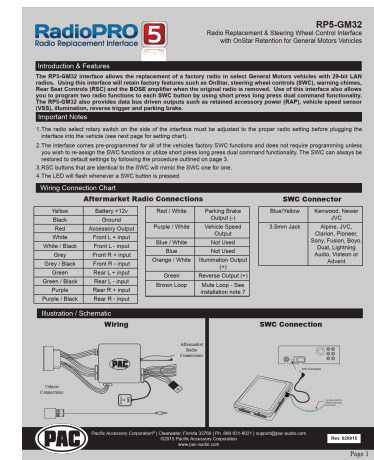 RadioPRO 5
Radio Replacement Interface
RP5-GM32
Radio Replacement & Steering Wheel Control Interface
with OnStar Retention for General Motors Vehicles
Introduction & Features
The RP5-GM32 interface allows the replacement of a factory radio in select General Motors vehicles with 29-bit LAN
radios. Using this interface will retain factory features such as OnStar, steering wheel controls (SWC), warning chimes,
Rear Seat Controls (RSC) and the BOSE amplifier when the original radio is removed. Use of this interface also allows
you to program two radio functions to each SWC button by using short press long press dual command functionality.
The RP5-GM32 also provides data bus driven outputs such as retained accessory power (RAP), vehicle speed sensor
(VSS), illumination, reverse trigger and parking brake.
Important Notes
1.The radio select rotary switch on the side of the interface must be adjusted to the proper radio setting before plugging the
interface into the vehicle (see next page for setting chart).
2.The interface comes pre-programmed for all of the vehicles factory SWC functions and does not require programming unless
you wish to re-assign the SWC functions or utilize short press long press dual command functionality. The SWC can always be
restored to default settings by following the procedure outlined on page 3.
3.RSC buttons that are identical to the SWC will mimic the SWC one for one.
4.The LED will flash whenever a SWC button is pressed.
Wiring Connection Chart
Aftermarket Radio Connections
Yellow Battery +12v
Black Ground
Red Accessory Output
White Front L + input
White / Black Front L - input
Grey Front R + input
Grey / Black Front R - input
Green Rear L + input
Green / Black Rear L - input
Purple Rear R + input
Purple / Black Rear R - input
Red / White Parking Brake
Output (-)
Purple / White Vehicle Speed
Output
Blue / White Not Used
Blue Not Used
Orange / White Illumination Output
(+)
Green Reverse Output (+)
Brown Loop Mute Loop - See
installation note 7
SWC Connector
Blue/Yellow Kenwood, Newer
JVC
3.5mm Jack Alpine, JVC,
Clarion, Pioneer,
Sony, Fusion, Boyo,
Dual, Lightning
Audio, Visteon or
Advent
Illustration / Schematic
Wiring
Aftermarket
Radio
Connections
PAC
Vehicle
Connections
SWC Connection
PAC
Pacific Accessory Corporation® | Clearwater, Florida 33760 | Ph. 866-931-8021 | support@pac-audio.com
©2015 Pacific Accessory Corporation
www.pac-audio.com
Rev. 020915
Page 1